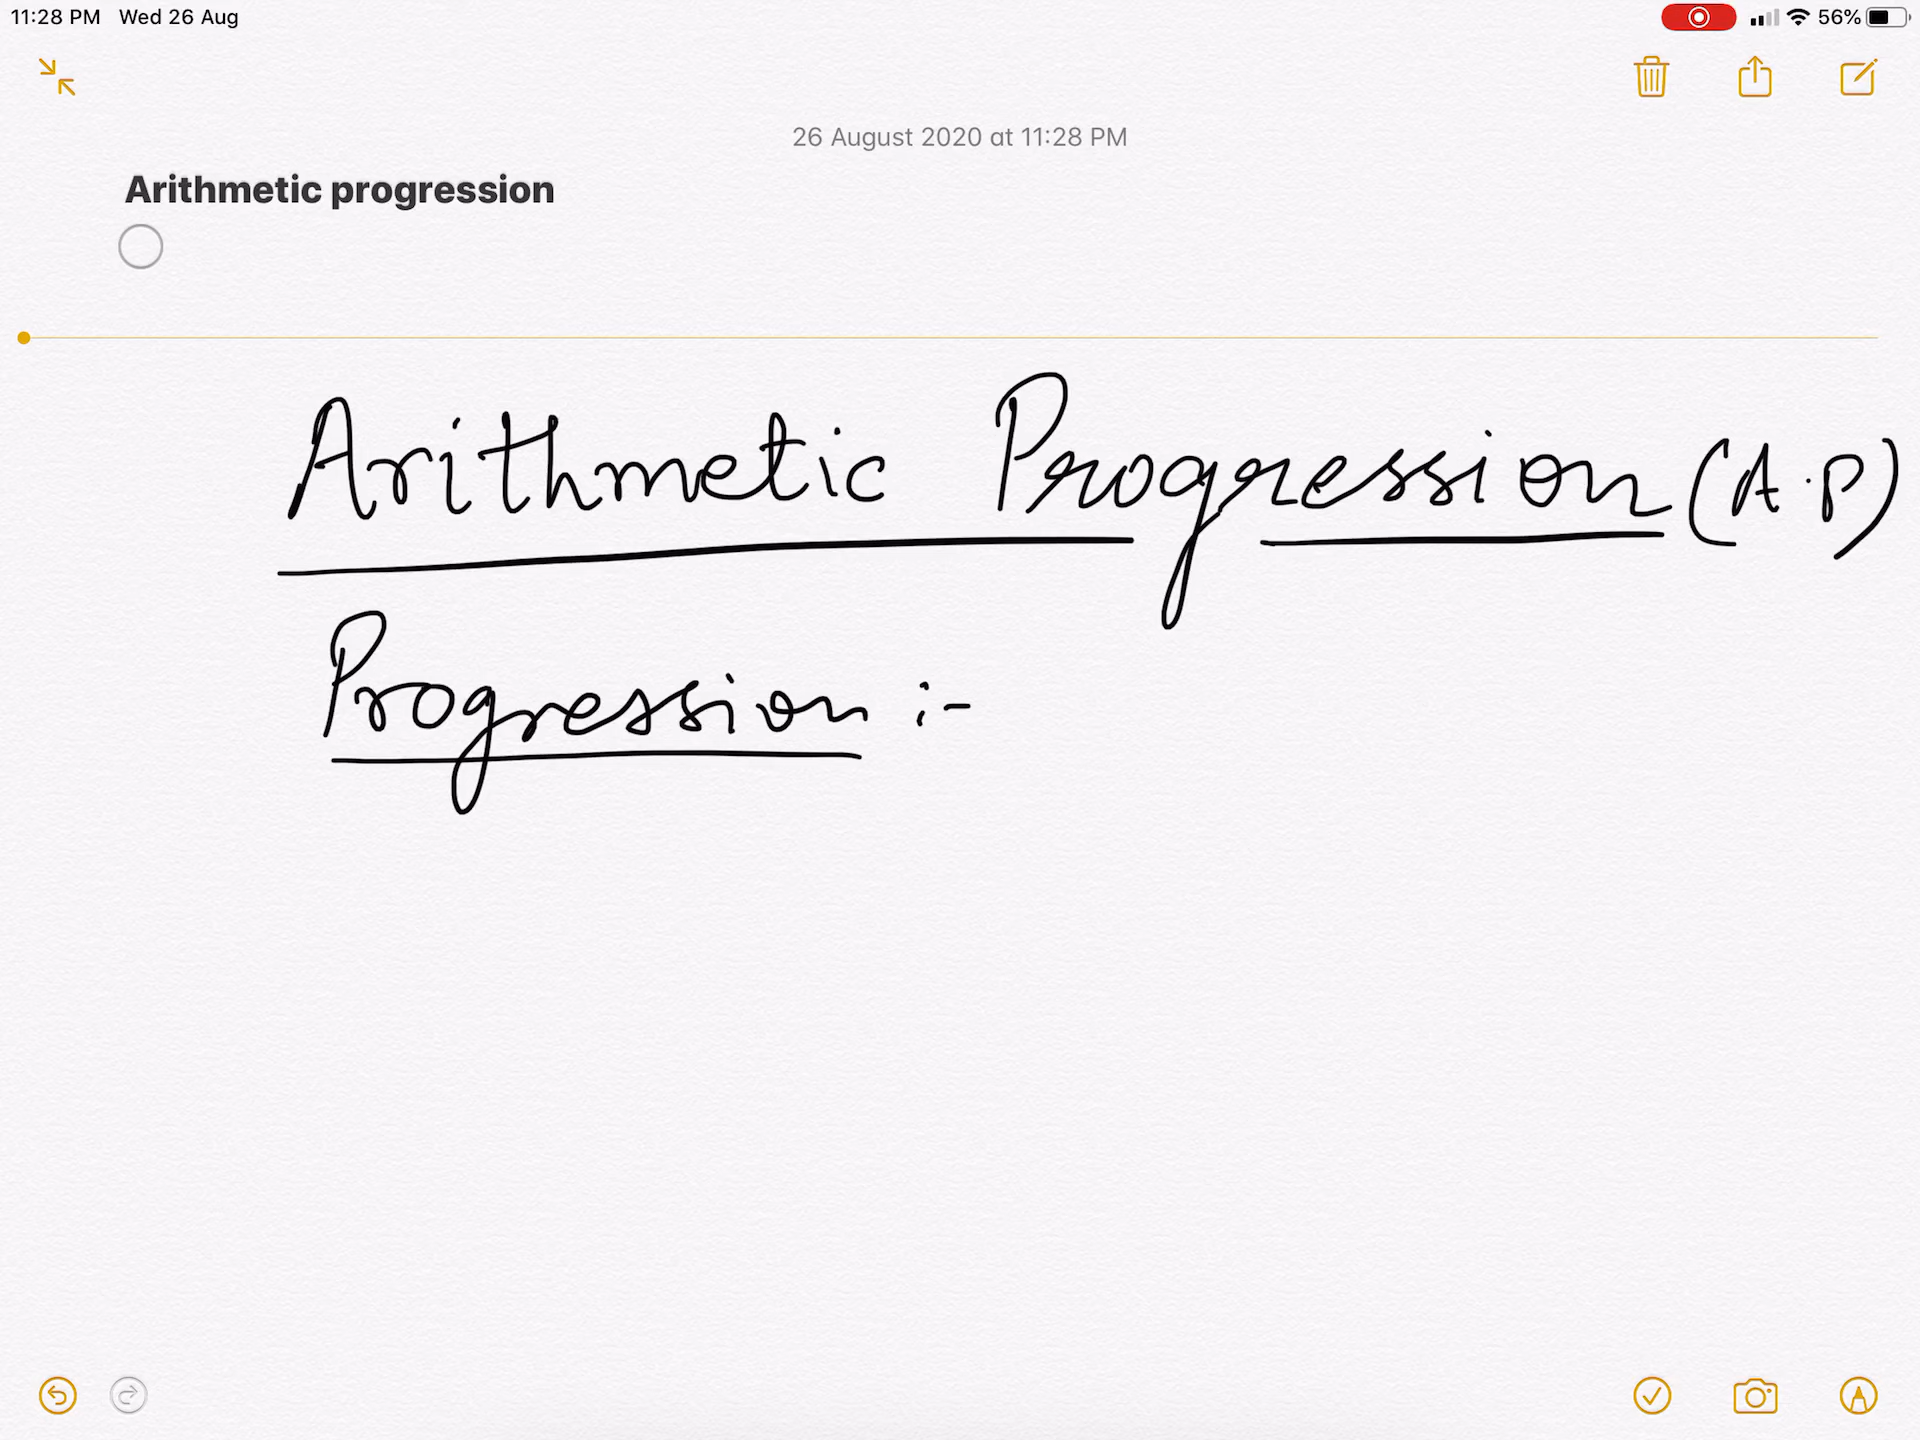 11:28 PM Wed 26 Aug 56%
26 August 2020 at 11:28 PM
Arithmetic progression
Arithmetic Progression (A.P)
Progression :-